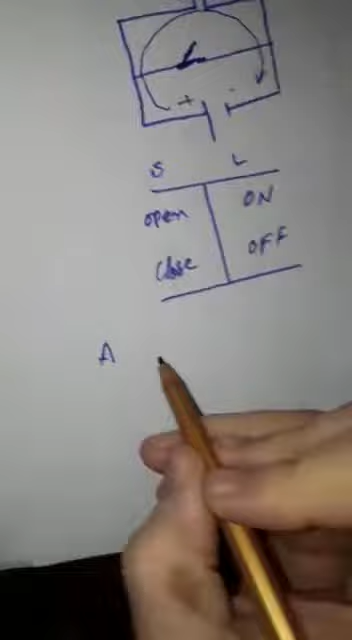 + -
S L
open ON
close OFF
A